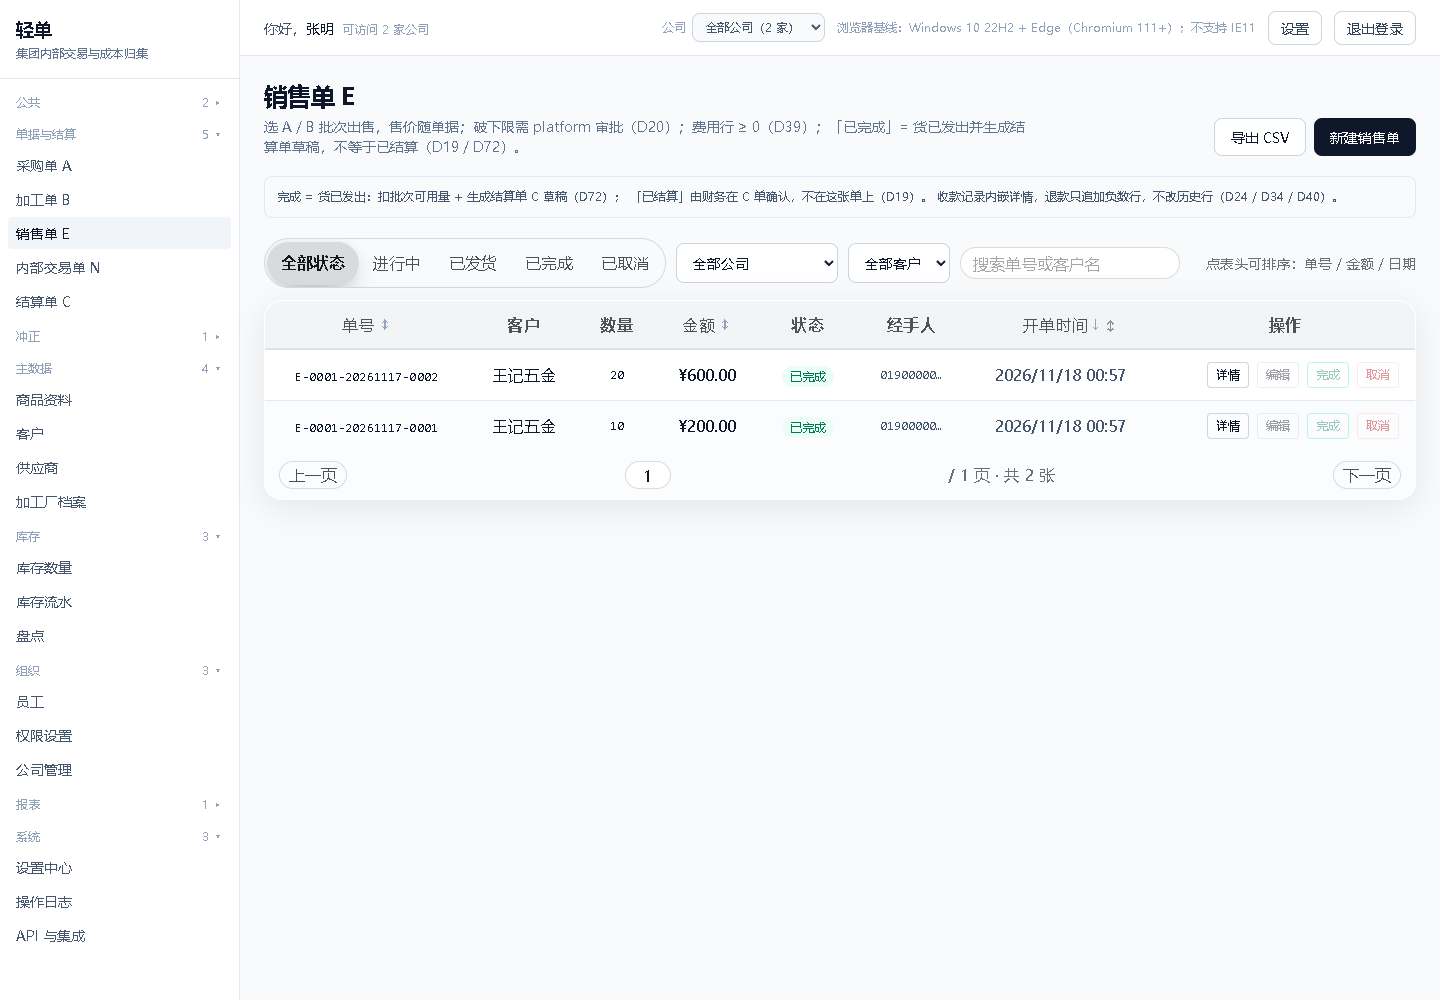 轻单
集团内部交易与成本归集
公共 2
单据与结算 5
采购单 A
加工单 B
销售单 E
内部交易单 N
结算单 C
冲正 1
主数据 4
商品资料
客户
供应商
加工厂档案
库存 3
库存数量
库存流水
盘点
组织 3
员工
权限设置
公司管理
报表 1
系统 3
设置中心
操作日志
API 与集成
你好，张明 可访问 2 家公司
公司 全部公司（2 家） 浏览器基线：Windows 10 22H2 + Edge（Chromium 111+）；不支持 IE11 设置 退出登录
销售单 E
选 A / B 批次出售，售价随单据；破下限需 platform 审批（D20）；费用行 ≥ 0（D39）；「已完成」= 货已发出并生成结
算单草稿，不等于已结算（D19 / D72）。
导出 CSV 新建销售单
完成 = 货已发出：扣批次可用量 + 生成结算单 C 草稿（D72）；「已结算」由财务在 C 单确认，不在这张单上（D19）。 收款记录内嵌详情，退款只追加负数行，不改历史行（D24 / D34 / D40）。
全部状态 进行中 已发货 已完成 已取消 全部公司 全部客户 搜索单号或客户名 点表头可排序：单号 / 金额 / 日期
单号 ↕ 客户 数量 金额 ↕ 状态 经手人 开单时间 ↓ ↕ 操作
E-0001-20261117-0002 王记五金 20 ¥600.00 已完成 01900000… 2026/11/18 00:57 详情 编辑 完成 取消
E-0001-20261117-0001 王记五金 10 ¥200.00 已完成 01900000… 2026/11/18 00:57 详情 编辑 完成 取消
上一页 1 / 1 页 · 共 2 张 下一页